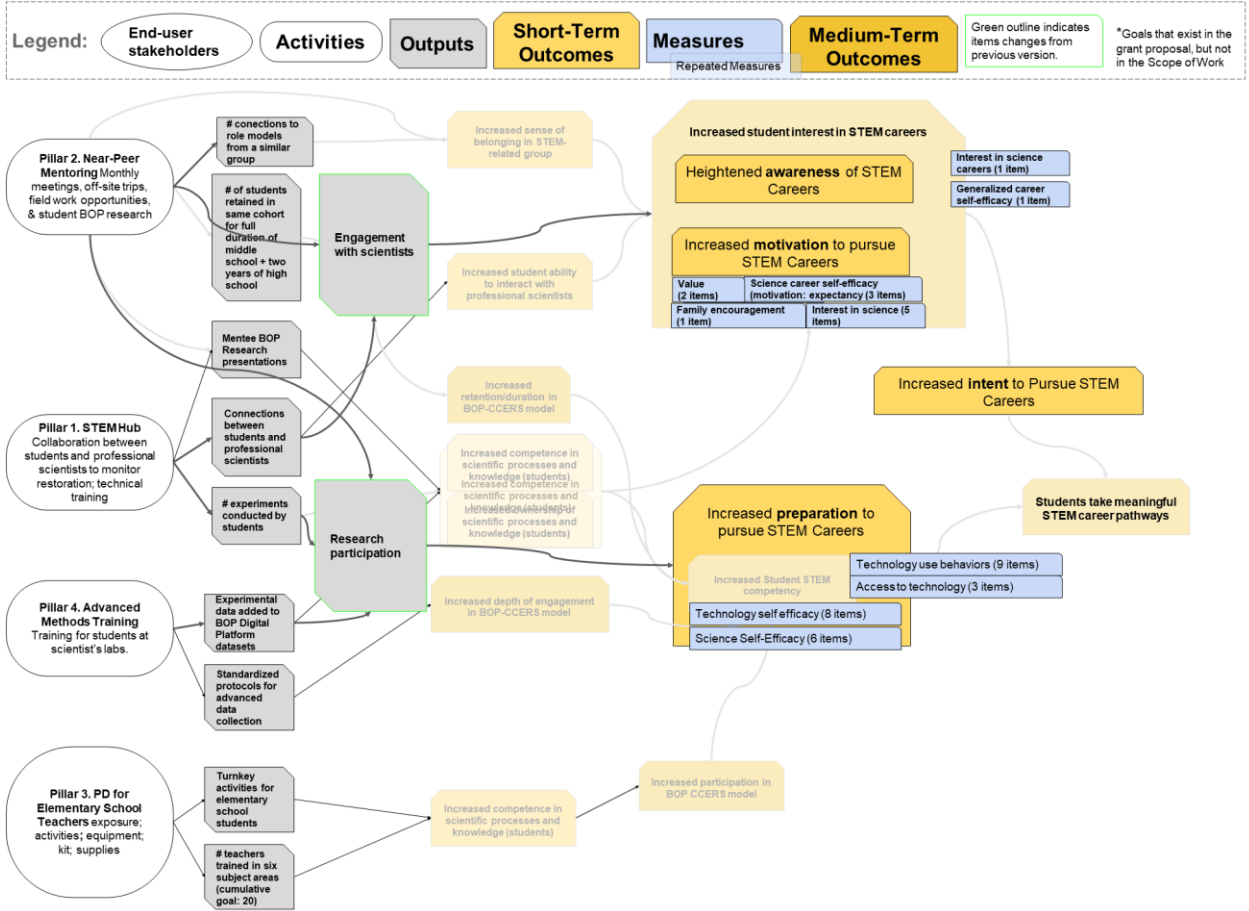 Legend:
End-user
stakeholders
Activities
Outputs
Short-Term
Outcomes
Measures
Repeated Measures
Medium-Term
Outcomes
Green outline indicates
items changes from
previous version.
*Goals that exist in the
grant proposal, but not
in the Scope of Work
Pillar 2. Near-Peer
Mentoring Monthly
meetings, off-site trips,
field work opportunities,
& student BOP research
# conections to
role models
from a similar
group
# of students
retained in
same cohort
for full
duration of
middle
school + two
years of high
school
Engagement
with scientists
Increased sense of
belonging in STEM-
related group
Increased student ability
to interact with
professional scientists
Increased student interest in STEM careers
Heightened awareness of STEM
Careers
Interest in science
careers (1 item)
Generalized career
self-efficacy (1 item)
Increased motivation to pursue
STEM Careers
Value
(2 items)
Science career self-efficacy
(motivation: expectancy (3 items)
Family encouragement
(1 item)
Interest in science (5
items)
Mentee BOP
Research
presentations
Increased
retention/duration in
BOP-CCERS model
Increased intent to Pursue STEM
Careers
Pillar 1. STEM Hub
Collaboration between
students and professional
scientists to monitor
restoration; technical
training
Connections
between
students and
professional
scientists
# experiments
conducted by
students
Research
participation
Increased competence in
scientific processes and
knowledge (students)
Increased competence in
scientific processes and
knowledge (students)
Increased ownership of
scientific processes and
knowledge (students)
Students take meaningful
STEM career pathways
Increased preparation to
pursue STEM Careers
Increased Student STEM
competency
Technology use behaviors (9 items)
Access to technology (3 items)
Technology self efficacy (8 items)
Science Self-Efficacy (6 items)
Pillar 4. Advanced
Methods Training
Training for students at
scientist's labs.
Experimental
data added to
BOP Digital
Platform
datasets
Standardized
protocols for
advanced
data
collection
Increased depth of engagement
in BOP-CCERS model
Pillar 3. PD for
Elementary School
Teachers exposure;
activities; equipment;
kit; supplies
Turnkey
activities for
elementary
school
students
# teachers
trained in six
subject areas
(cumulative
goal: 20)
Increased competence in
scientific processes and
knowledge (students)
Increased participation in
BOP CCERS model